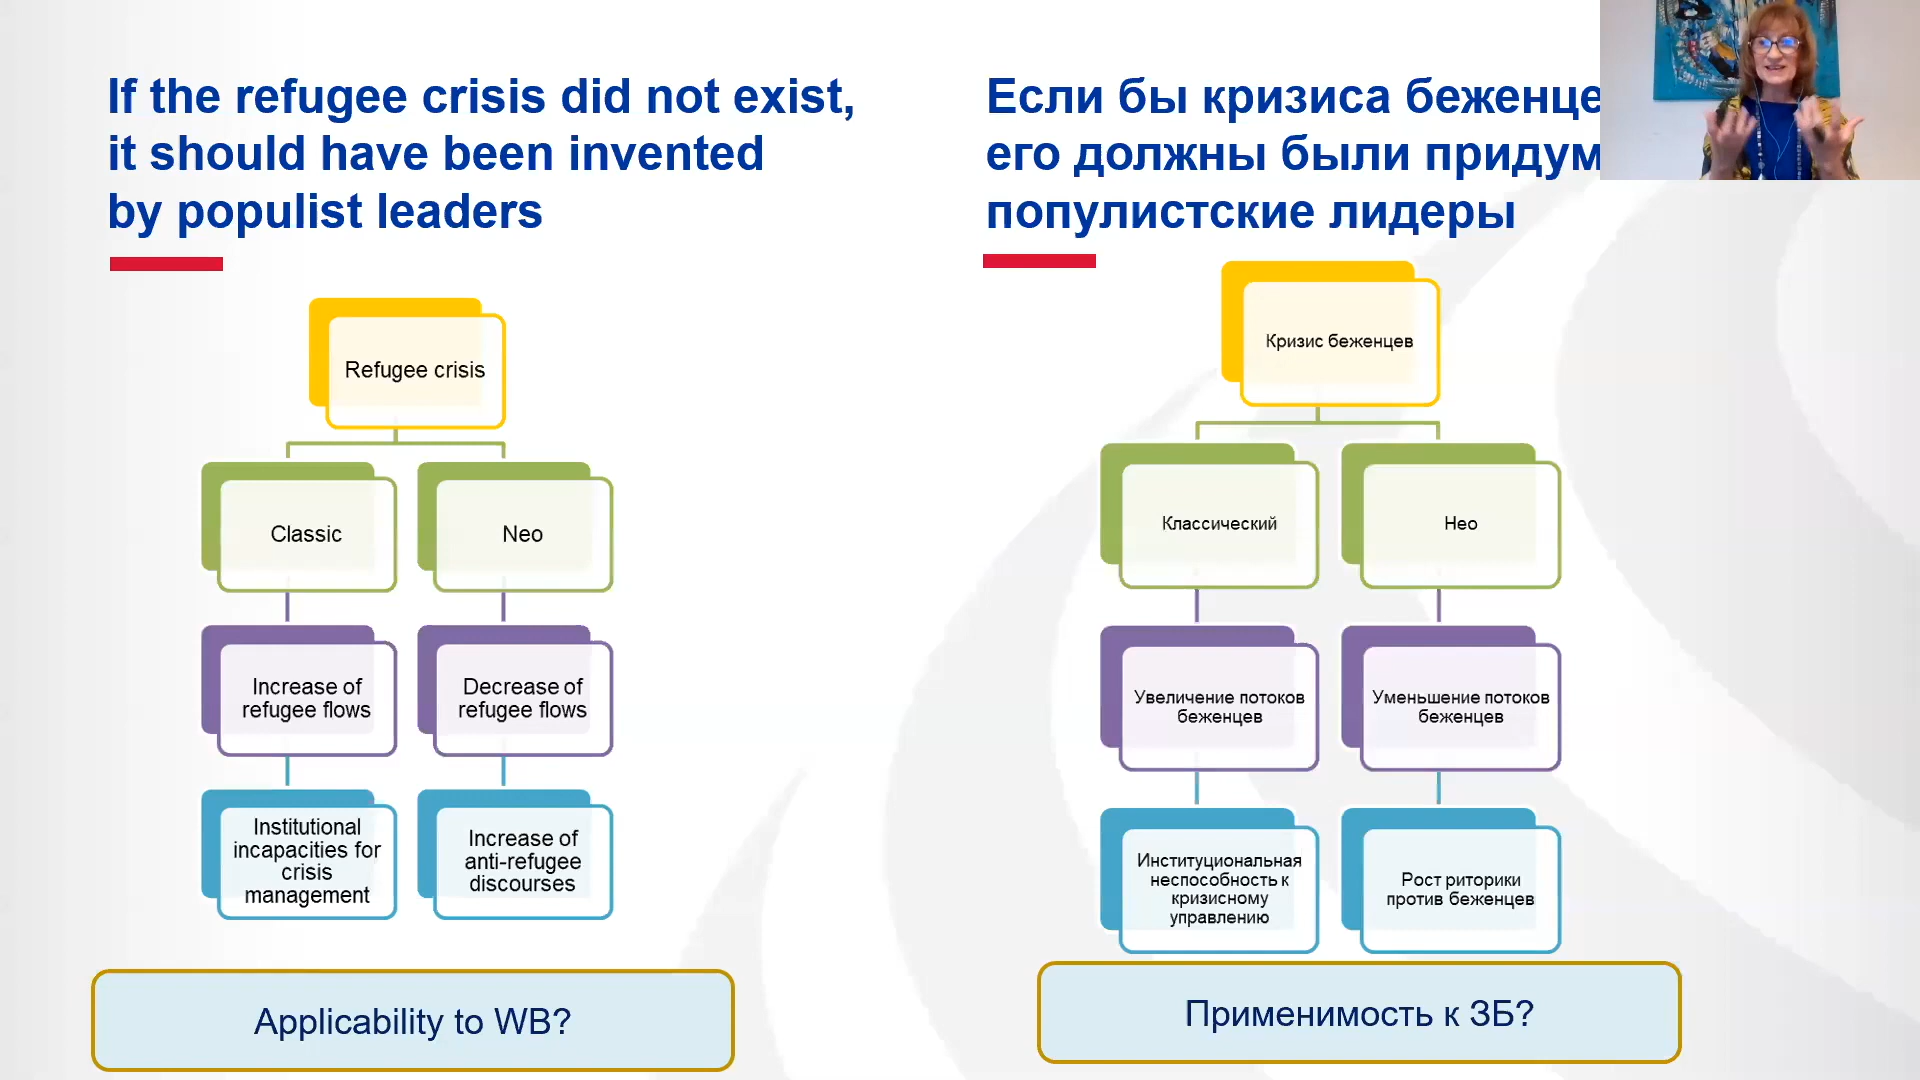 If the refugee crisis did not exist,
it should have been invented
by populist leaders
Refugee crisis
Classic
Neo
Increase of
refugee flows
Decrease of
refugee flows
Institutional
incapacities for
crisis
management
Increase of
anti-refugee
discourses
Applicability to WB?
Если бы кризиса
его должны были
популистские лидеры
Кризис беженцев
Классический
Нео
Увеличение потоков
беженцев
Уменьшение потоков
беженцев
Институциональная
неспособность к
кризисному
управлению
Рост риторики
против беженцев
Применимость к ЗБ?